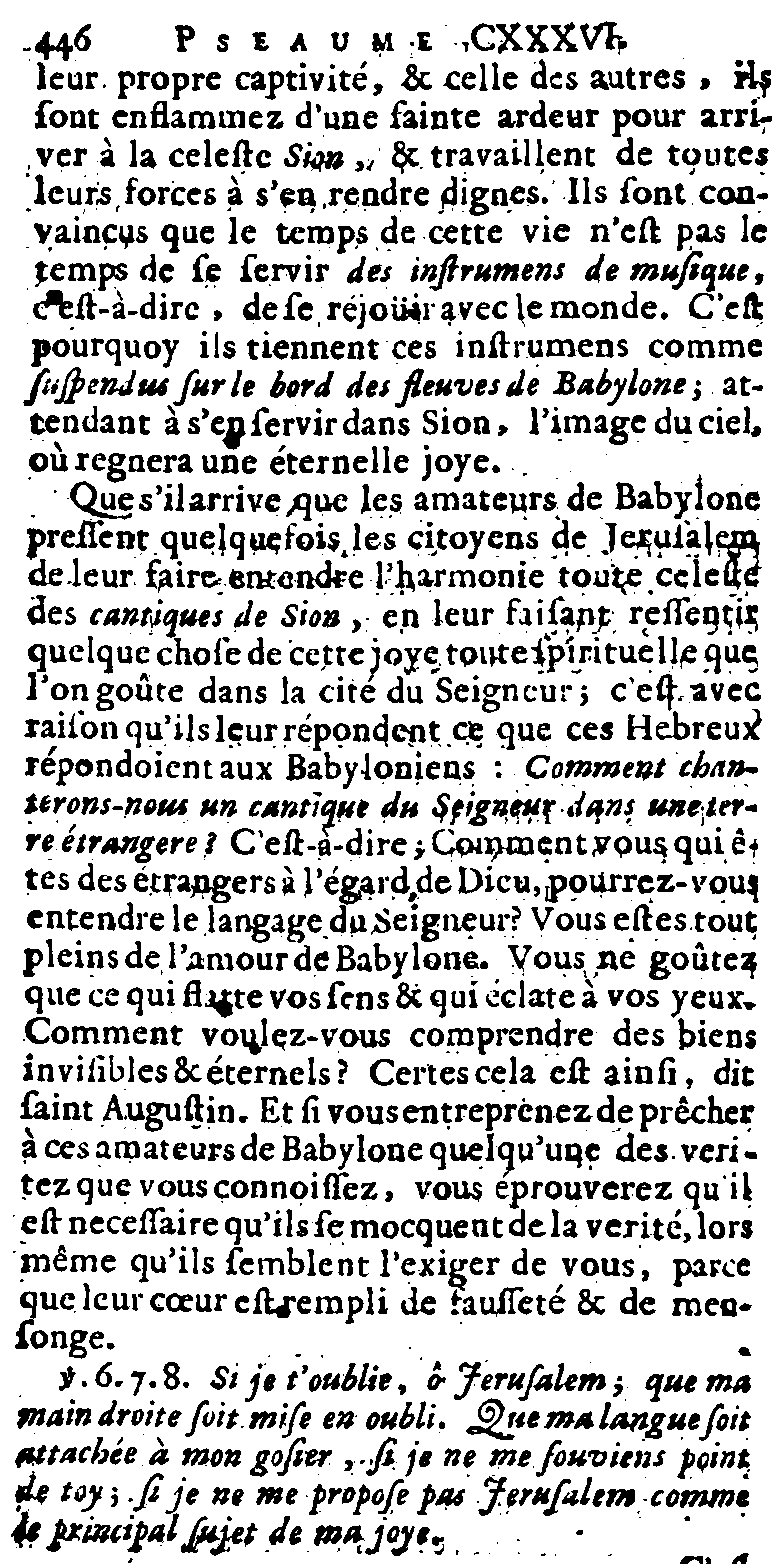 446 PSEAUME CXXXVI.
leur propre captivité, & celle des autres, ils
ſont enflammez d'une ſainte ardeur pour arri-
ver à la celeſte Sion, & travaillent de toutes
leurs forces à s'en rendre dignes. Ils ſont con-
vaincus que le temps de cette vie n'eſt pas le
temps de ſe ſervir des inſtrumens de muſique,
c'eſt-à-dire, de ſe réjoüir avec le monde. C'eſt
pourquoy ils tiennent ces inſtrumens comme
ſuſpendus ſur le bord des fleuves de Babylone; at-
tendant à s'en ſervir dans Sion, l'image du ciel,
où regnera une éternelle joye.
Que s'il arrive que les amateurs de Babylone
preſſent quelquefois les citoyens de Jeruſalem
de leur faire entendre l'harmonie toute celeſte
des cantiques de Sion, en leur faiſant reſſentir
quelque choſe de cette joye toute ſpirituelle que
l'on goûte dans la cité du Seigneur; c'eſt avec
raiſon qu'ils leur répondent ce que ces Hebreux
répondoient aux Babyloniens : Comment chan-
terons-nous un cantique du Seigneur dans une ter-
re étrangere? C'eſt-à-dire; Comment vous qui ê-
tes des étrangers à l'égard de Dieu, pourrez-vous
entendre le langage du Seigneur? Vous eſtes tout
pleins de l'amour de Babylone. Vous ne goûtez
que ce qui flatte vos ſens & qui éclate à vos yeux.
Comment voulez-vous comprendre des biens
inviſibles & éternels? Certes cela eſt ainſi, dit
ſaint Auguſtin. Et ſi vous entreprenez de prêcher
à ces amateurs de Babylone quelqu'une des veri-
tez que vous connoiſſez, vous éprouverez qu'il
eſt neceſſaire qu'ils ſe mocquent de la verité, lors
même qu'ils ſemblent l'exiger de vous, parce
que leur cœur eſt rempli de fauſſeté & de men-
ſonge.
℣. 6. 7. 8. Si je t'oublie, ô Jeruſalem; que ma
main droite ſoit miſe en oubli. Que ma langue ſoit
attachée à mon goſier, ſi je ne me ſouviens point
de toy; ſi je ne me propoſe pas Jeruſalem comme
le principal ſujet de ma joye.